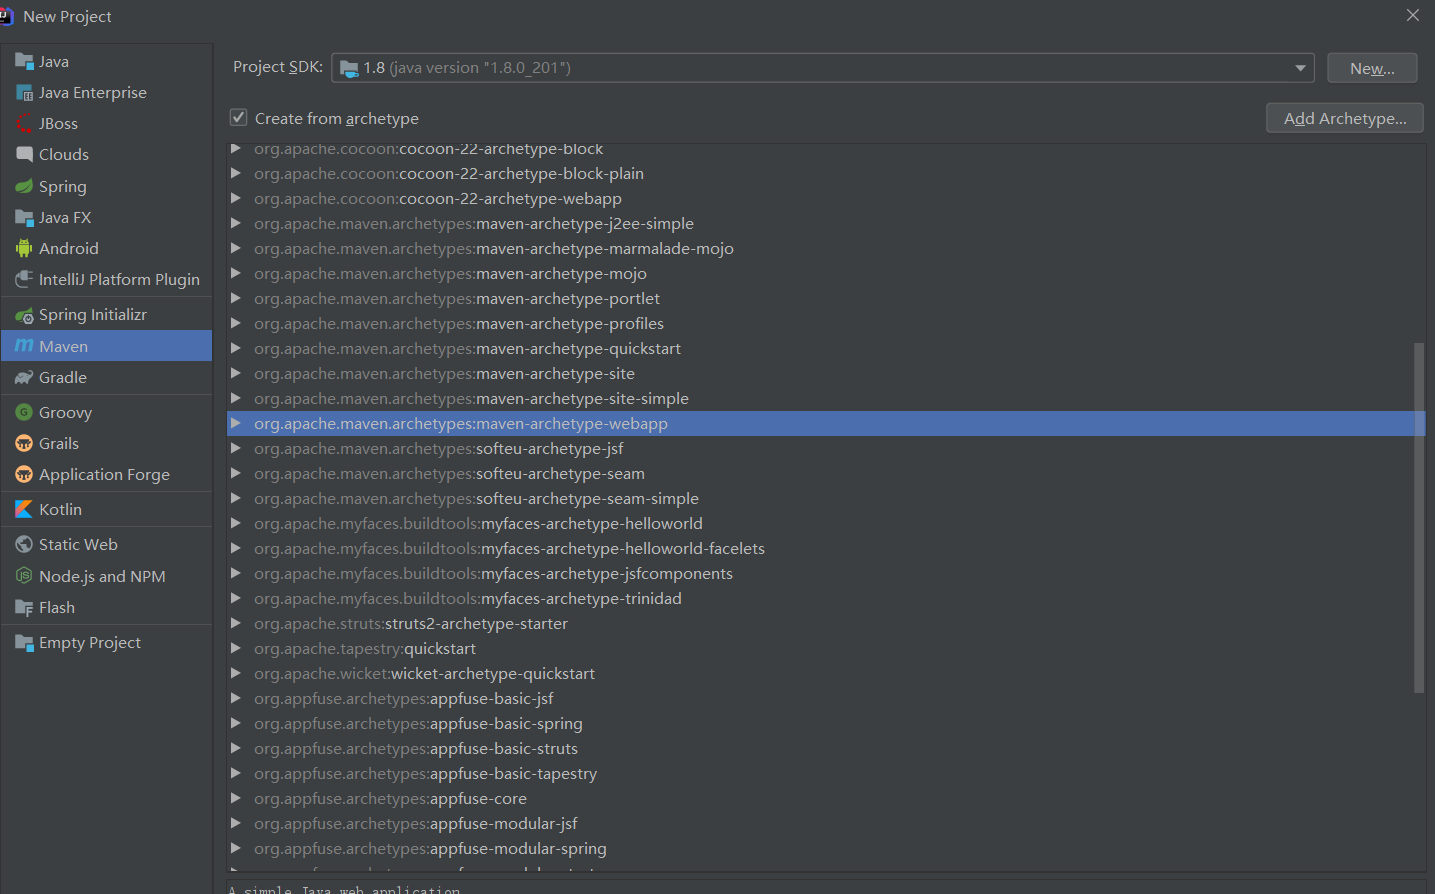 New Project
Java
Java Enterprise
JBoss
Clouds
Spring
Java FX
Android
IntelliJ Platform Plugin
Spring Initializr
Maven
Gradle
Groovy
Grails
Application Forge
Kotlin
Static Web
Node.js and NPM
Flash
Empty Project
Project SDK: 1.8 (java version "1.8.0_201") New...
Create from archetype Add Archetype...
org.apache.cocoon:cocoon-22-archetype-block
org.apache.cocoon:cocoon-22-archetype-block-plain
org.apache.cocoon:cocoon-22-archetype-webapp
org.apache.maven.archetypes:maven-archetype-j2ee-simple
org.apache.maven.archetypes:maven-archetype-marmalade-mojo
org.apache.maven.archetypes:maven-archetype-mojo
org.apache.maven.archetypes:maven-archetype-portlet
org.apache.maven.archetypes:maven-archetype-profiles
org.apache.maven.archetypes:maven-archetype-quickstart
org.apache.maven.archetypes:maven-archetype-site
org.apache.maven.archetypes:maven-archetype-site-simple
org.apache.maven.archetypes:maven-archetype-webapp
org.apache.maven.archetypes:softeu-archetype-jsf
org.apache.maven.archetypes:softeu-archetype-seam
org.apache.maven.archetypes:softeu-archetype-seam-simple
org.apache.myfaces.buildtools:myfaces-archetype-helloworld
org.apache.myfaces.buildtools:myfaces-archetype-helloworld-facelets
org.apache.myfaces.buildtools:myfaces-archetype-jsfcomponents
org.apache.myfaces.buildtools:myfaces-archetype-trinidad
org.apache.struts:struts2-archetype-starter
org.apache.tapestry:quickstart
org.apache.wicket:wicket-archetype-quickstart
org.appfuse.archetypes:appfuse-basic-jsf
org.appfuse.archetypes:appfuse-basic-spring
org.appfuse.archetypes:appfuse-basic-struts
org.appfuse.archetypes:appfuse-basic-tapestry
org.appfuse.archetypes:appfuse-core
org.appfuse.archetypes:appfuse-modular-jsf
org.appfuse.archetypes:appfuse-modular-spring
A simple Java web application